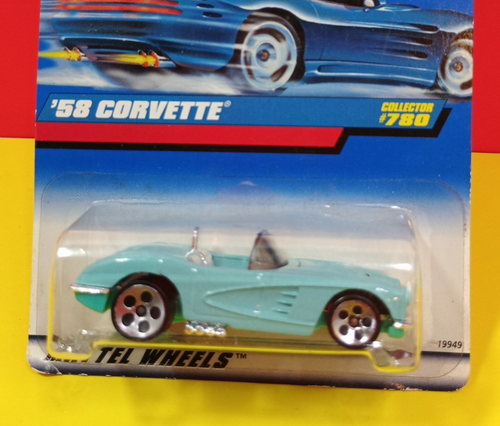 '58 CORVETTE®
COLLECTOR
#780
19949
TEL WHEELS™